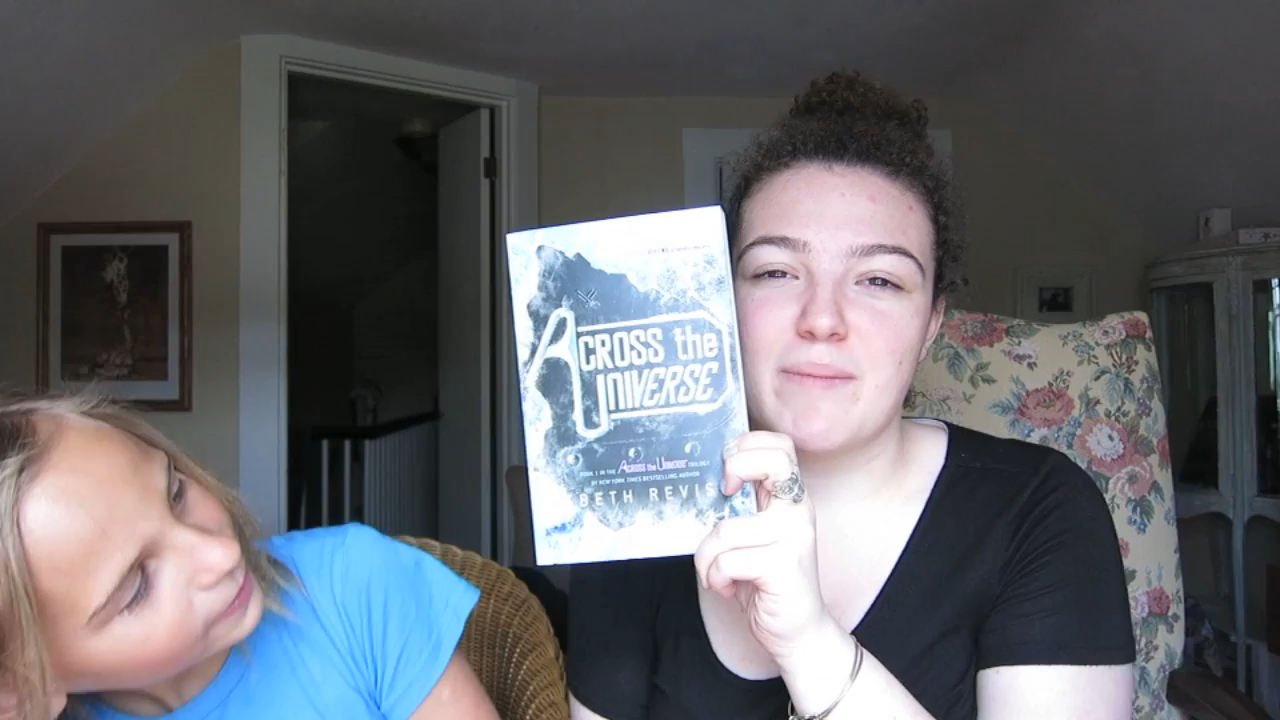 ACROSS the
UNIVERSE
BOOK 1 IN THE ACROSS the UNIVERSE TRILOGY
BY NEW YORK TIMES BESTSELLING AUTHOR
BETH REVIS